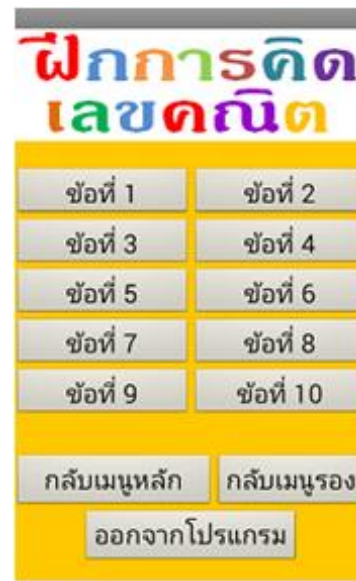 ฝึกการคิด
เลขคณิต
ข้อที่ 1 ข้อที่ 2
ข้อที่ 3 ข้อที่ 4
ข้อที่ 5 ข้อที่ 6
ข้อที่ 7 ข้อที่ 8
ข้อที่ 9 ข้อที่ 10
กลับเมนูหลัก กลับเมนูรอง
ออกจากโปรแกรม